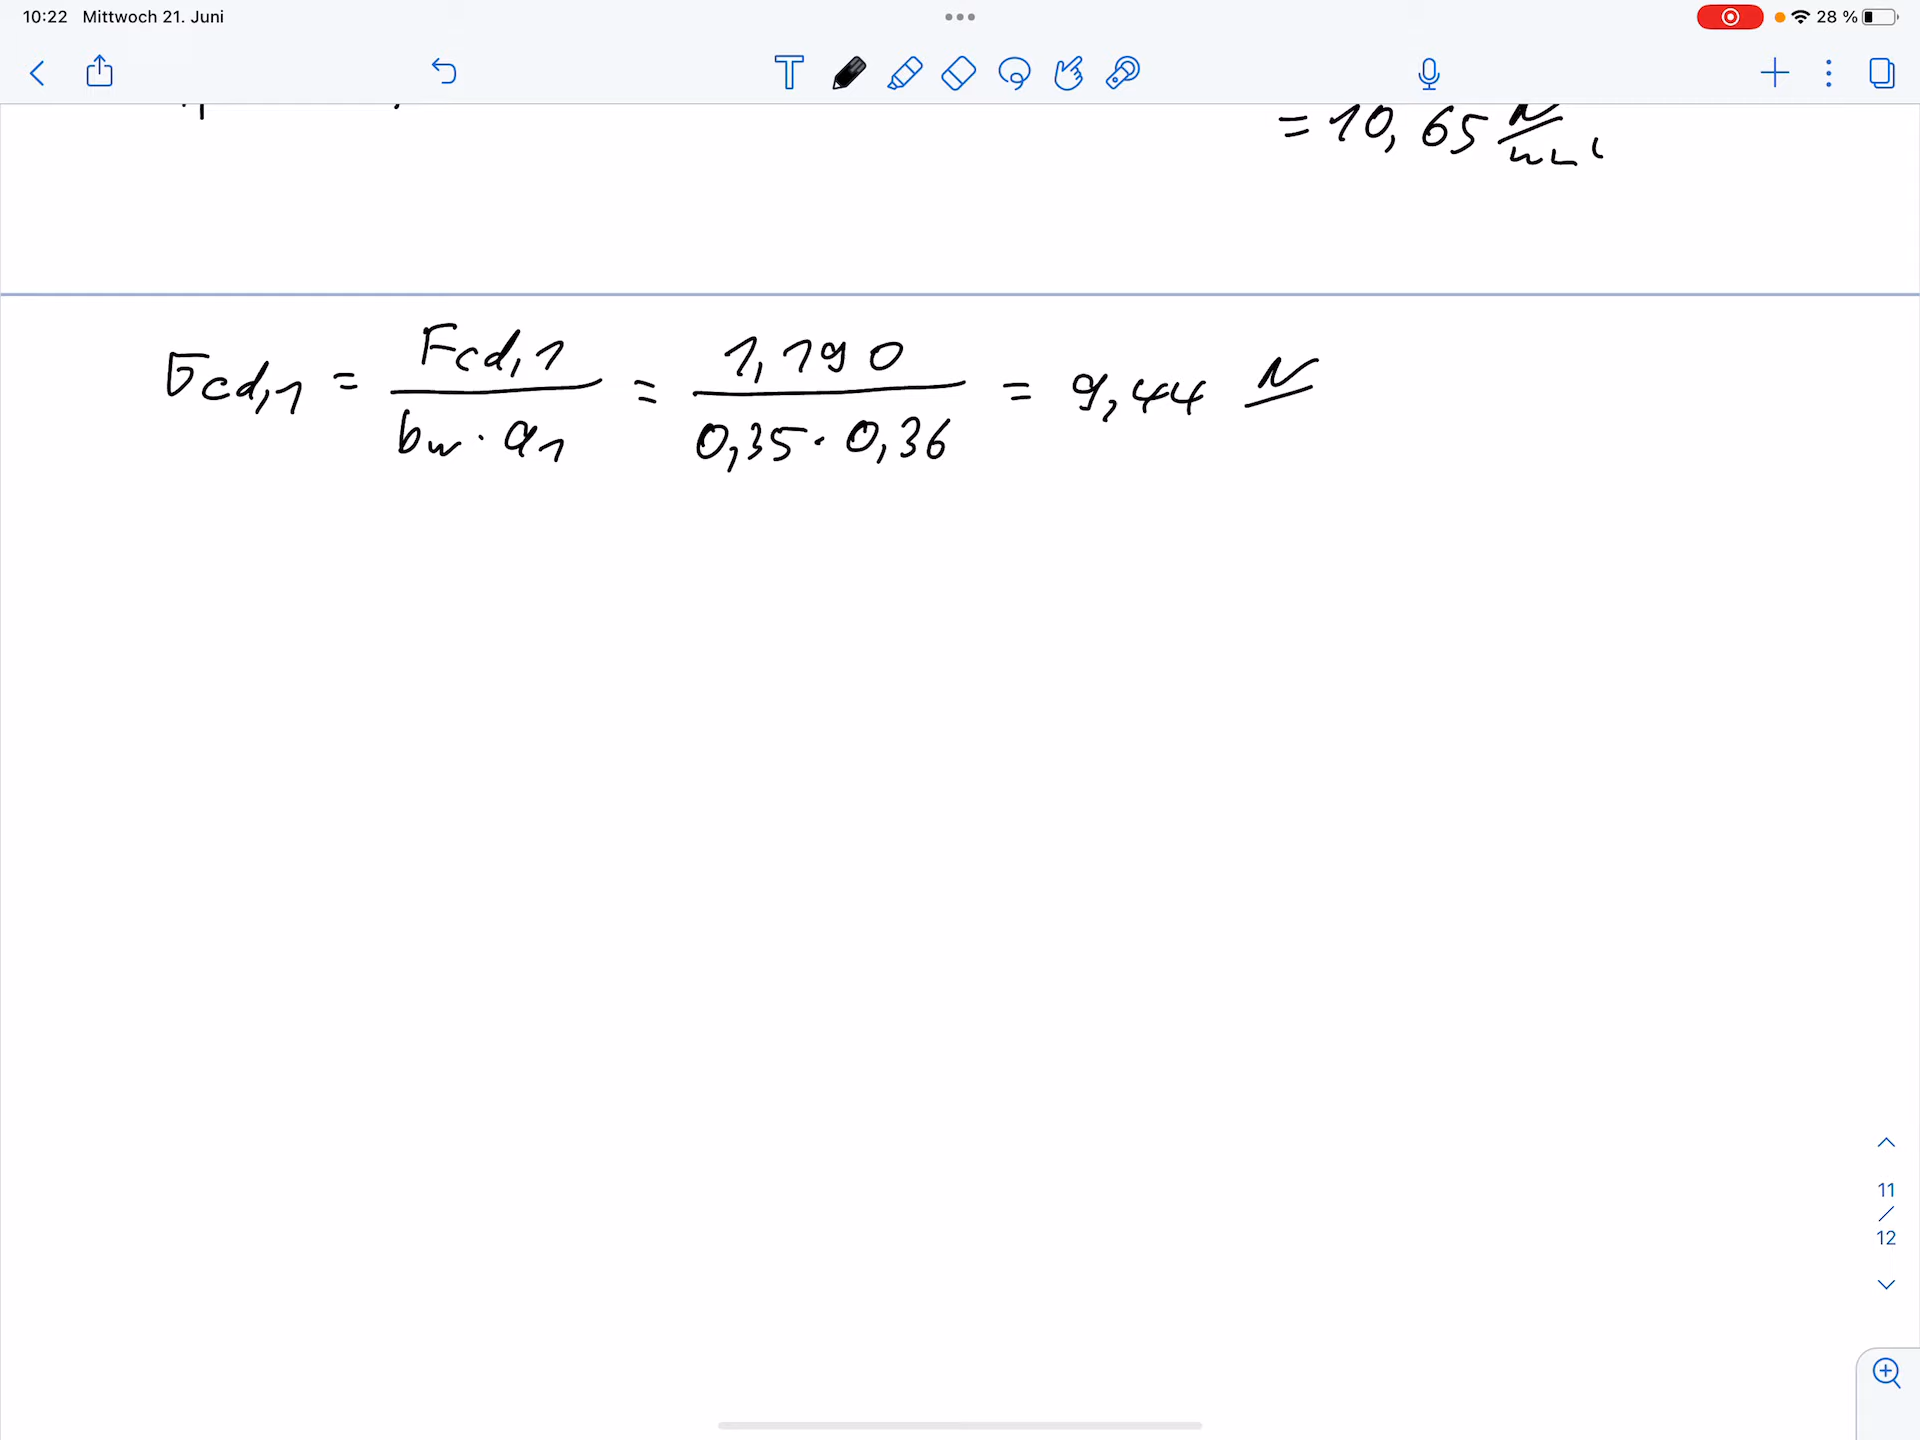 10:22 Mittwoch 21. Juni
28 %
T
= 10,65 N/mm²
σcd,1 = Fcd,1 / bw · a1 = 1,190 / 0,35 · 0,36 = 9,44 N
11
/
12